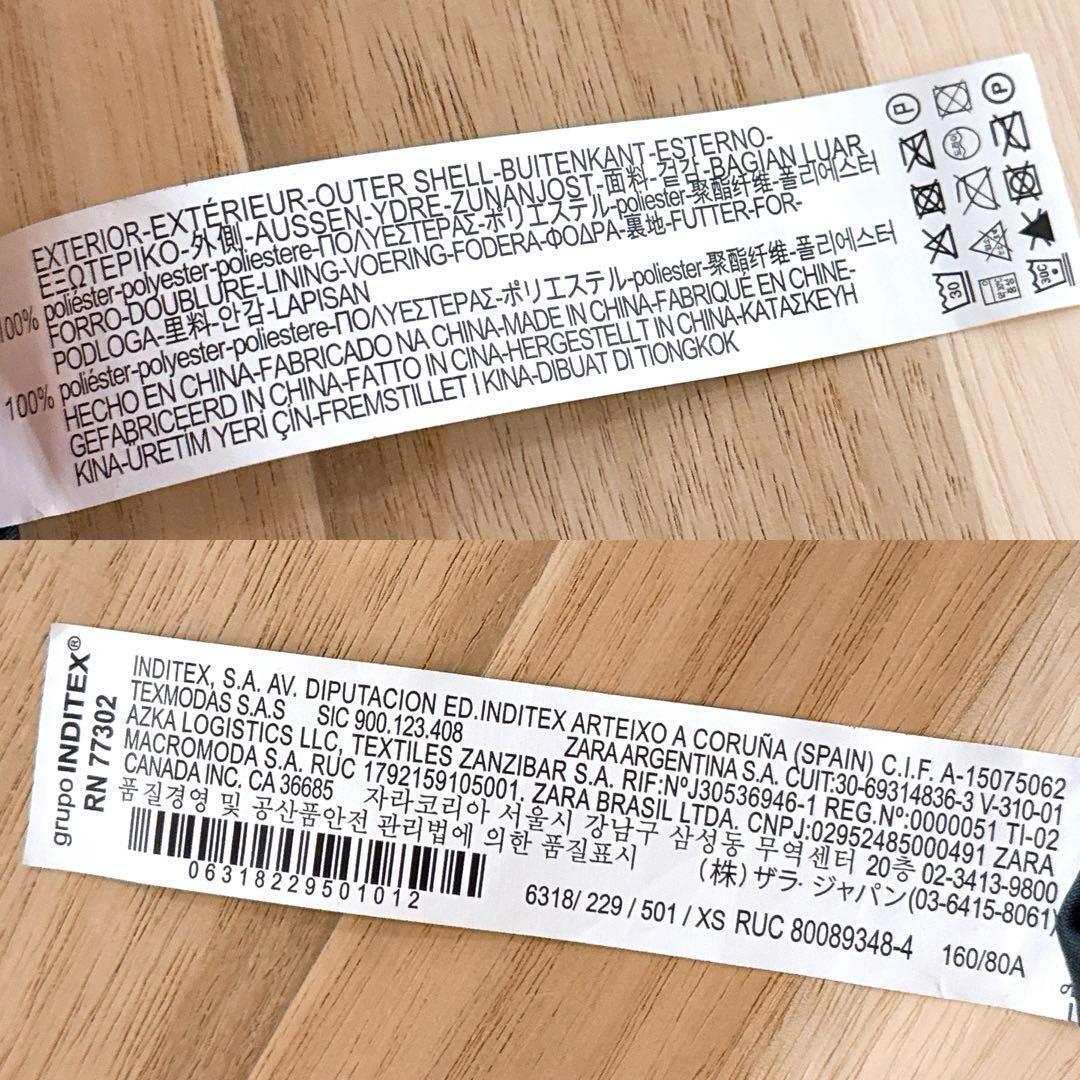 EXTERIOR-EXTÉRIEUR-OUTER SHELL-BUITENKANT-ESTERNO-
ΕΞΩΤΕΡΙΚΟ-外側-AUSSEN-YDRE-ZUNANJOST-面料-겉감-BAGIAN LUAR
100% poliéster-polyester-poliestere-ΠΟΛΥΕΣΤΕΡΑΣ-ポリエステル-poliester-聚酯纤维-폴리에스터
FORRO-DOUBLURE-LINING-VOERING-FODERA-ΦΟΔΡΑ-裏地-FUTTER-FOR-
PODLOGA-里料-안감-LAPISAN
100% poliéster-polyester-poliestere-ΠΟΛΥΕΣΤΕΡΑΣ-ポリエステル-poliester-聚酯纤维-폴리에스터
HECHO EN CHINA-FABRICADO NA CHINA-MADE IN CHINA-FABRIQUÉ EN CHINE-
GEFABRICEERD IN CHINA-FATTO IN CINA-HERGESTELLT IN CHINA-ΚΑΤΑΣΚΕΥΗ
ΚΙΝΑ-URETIM YERI ÇIN-FREMSTILLET I KINA-DIBUAT DI TIONGKOK
P
P
30
30C
grupo INDITEX®
RN 77302
INDITEX, S.A. AV. DIPUTACION ED.INDITEX ARTEIXO A CORUÑA (SPAIN) C.I.F. A-15075062
TEXMODAS S.A.S SIC 900.123.408 ZARA ARGENTINA S.A. CUIT:30-69314836-3 V-310-01
AZKA LOGISTICS LLC, TEXTILES ZANZIBAR S.A. RIF:NºJ30536946-1 REG.Nº:0000051 TI-02
MACROMODA S.A. RUC 1792159105001, ZARA BRASIL LTDA. CNPJ:02952485000491 ZARA
CANADA INC. CA 36685 자라코리아 서울시 강남구 삼성동 무역센터 20층 02-3413-9800
품질경영 및 공산품안전 관리법에 의한 품질표시 (株) ザラ・ジャパン(03-6415-8061)
06318229501012
6318/ 229 / 501 / XS RUC 80089348-4 160/80A